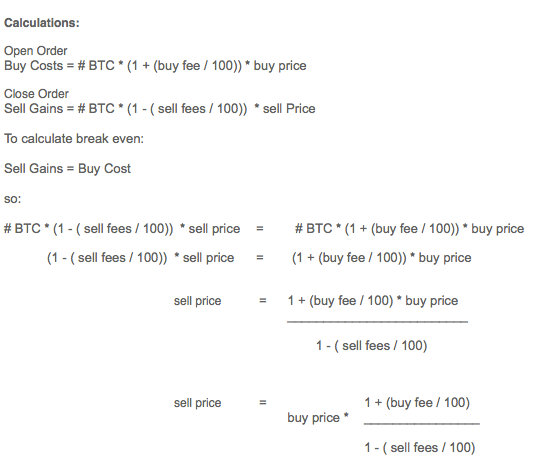 Calculations:
Open Order
Buy Costs = # BTC * (1 + (buy fee / 100)) * buy price
Close Order
Sell Gains = # BTC * (1 - ( sell fees / 100)) * sell Price
To calculate break even:
Sell Gains = Buy Cost
so:
# BTC * (1 - ( sell fees / 100)) * sell price = # BTC * (1 + (buy fee / 100)) * buy price
(1 - ( sell fees / 100)) * sell price = (1 + (buy fee / 100)) * buy price
sell price = 1 + (buy fee / 100) * buy price
1 - ( sell fees / 100)
sell price = 1 + (buy fee / 100)
buy price *
1 - ( sell fees / 100)